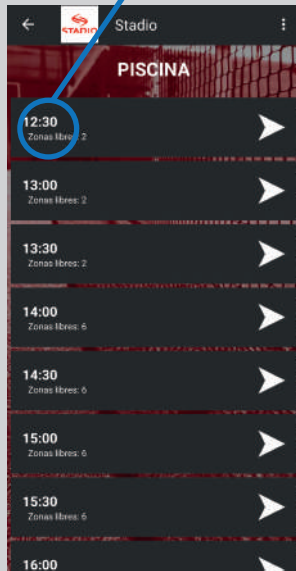 STADIO
Stadio
PISCINA
12:30
Zonas libres: 2
13:00
Zonas libres: 2
13:30
Zonas libres: 2
14:00
Zonas libres: 6
14:30
Zonas libres: 6
15:00
Zonas libres: 6
15:30
Zonas libres: 6
16:00